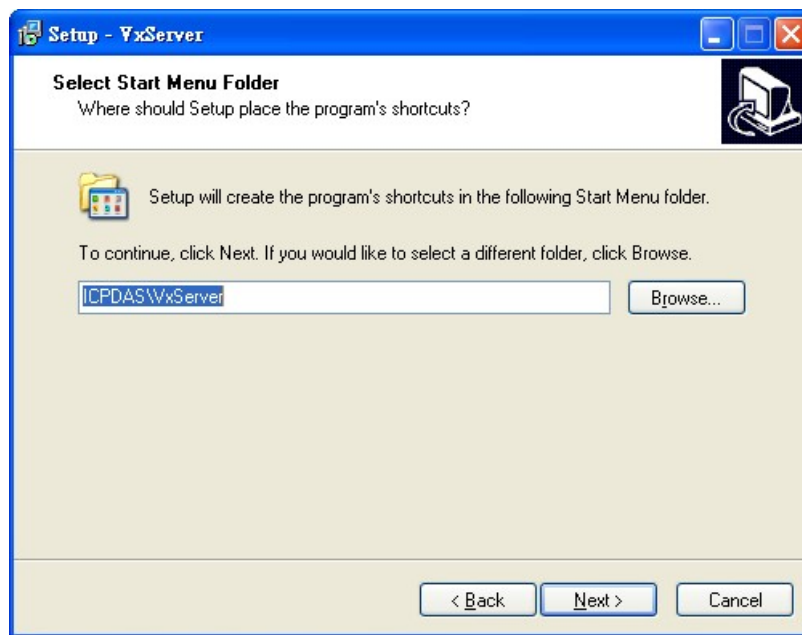 Setup - VxServer
Select Start Menu Folder
Where should Setup place the program's shortcuts?
Setup will create the program's shortcuts in the following Start Menu folder.
To continue, click Next. If you would like to select a different folder, click Browse.
ICPDAS\VxServer
Browse...
< Back
Next >
Cancel